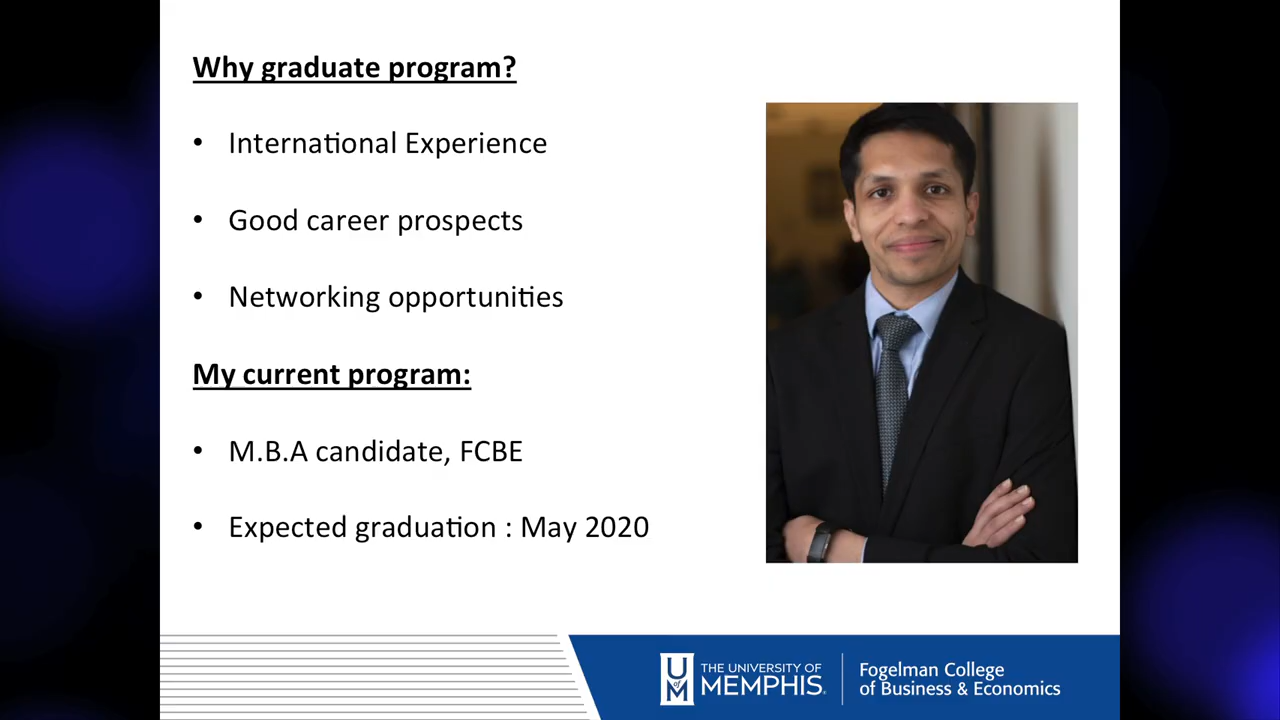 Why graduate program?
• International Experience
• Good career prospects
• Networking opportunities
My current program:
• M.B.A candidate, FCBE
• Expected graduation : May 2020
U
of
M
THE UNIVERSITY OF
MEMPHIS.
Fogelman College
of Business & Economics